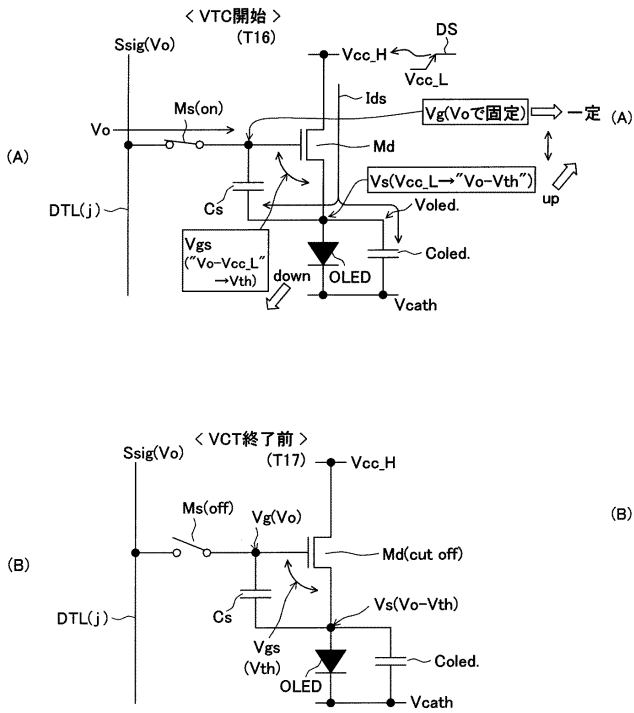 < VTC開始 >
(T16)
Ssig(Vo)
Vcc_H
DS
Vcc_L
Ids
Ms(on)
Vo
Vg(Voで固定)
一定
(A)
(A)
Md
Cs
Vs(Vcc_L→"Vo-Vth")
up
DTL(j)
Voled.
Vgs
("Vo-Vcc_L"
→Vth)
down
OLED
Coled.
Vcath
< VCT終了前 >
(T17)
Ssig(Vo)
Vcc_H
Ms(off)
Vg(Vo)
(B)
Md(cut off)
(B)
Cs
Vs(Vo-Vth)
DTL(j)
Vgs
(Vth)
OLED
Coled.
Vcath